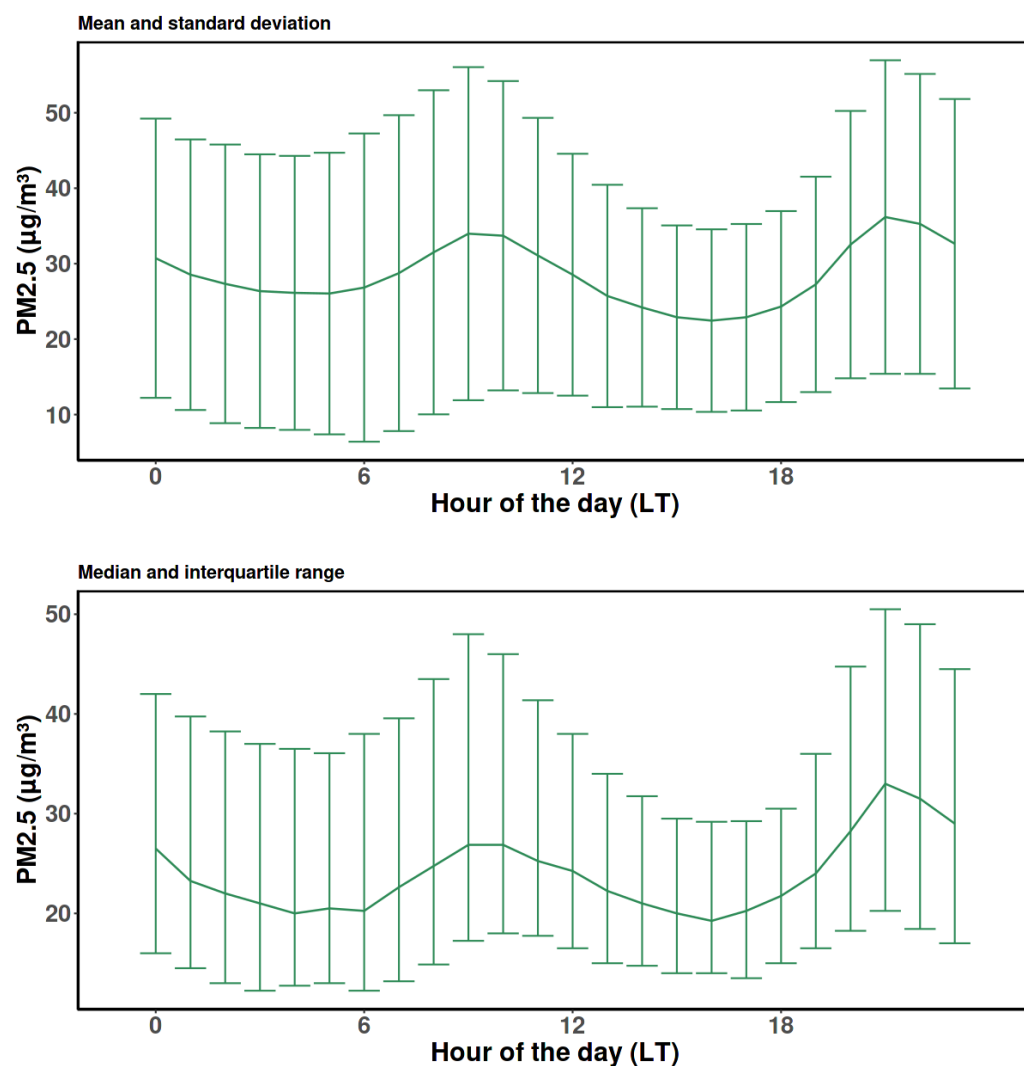 Mean and standard deviation
PM2.5 (µg/m³)
50
40
30
20
10
0 6 12 18
Hour of the day (LT)
Median and interquartile range
PM2.5 (µg/m³)
50
40
30
20
0 6 12 18
Hour of the day (LT)